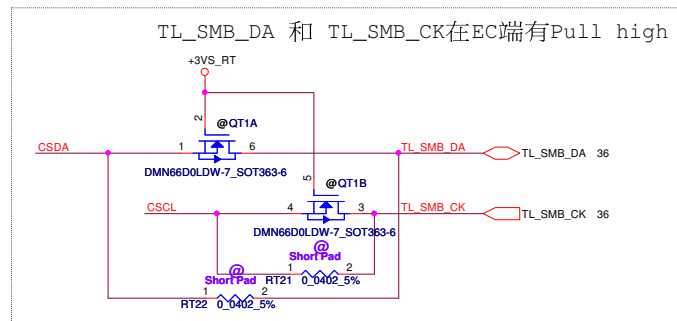 TL_SMB_DA 和 TL_SMB_CK在EC端有Pull high
+3VS_RT
2
@QT1A
CSDA
1
6
TL_SMB_DA
TL_SMB_DA 36
DMN66D0LDW-7_SOT363-6
5
@QT1B
CSCL
4
3
TL_SMB_CK
TL_SMB_CK 36
DMN66D0LDW-7_SOT363-6
@
Short Pad
1
2
RT21
0_0402_5%
@
Short Pad
1
2
RT22
0_0402_5%